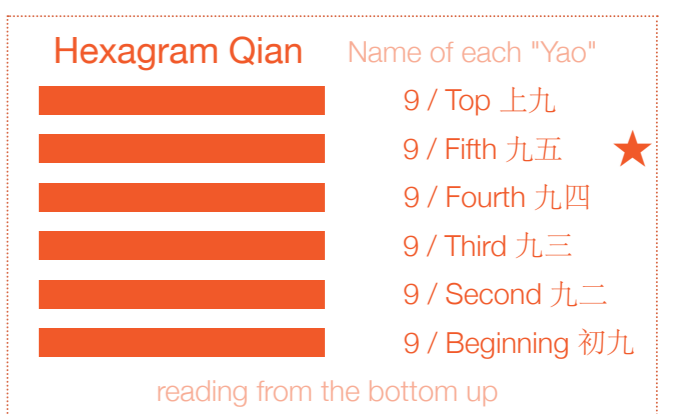 Hexagram Qian Name of each "Yao"
9 / Top 上九
9 / Fifth 九五
9 / Fourth 九四
9 / Third 九三
9 / Second 九二
9 / Beginning 初九
reading from the bottom up